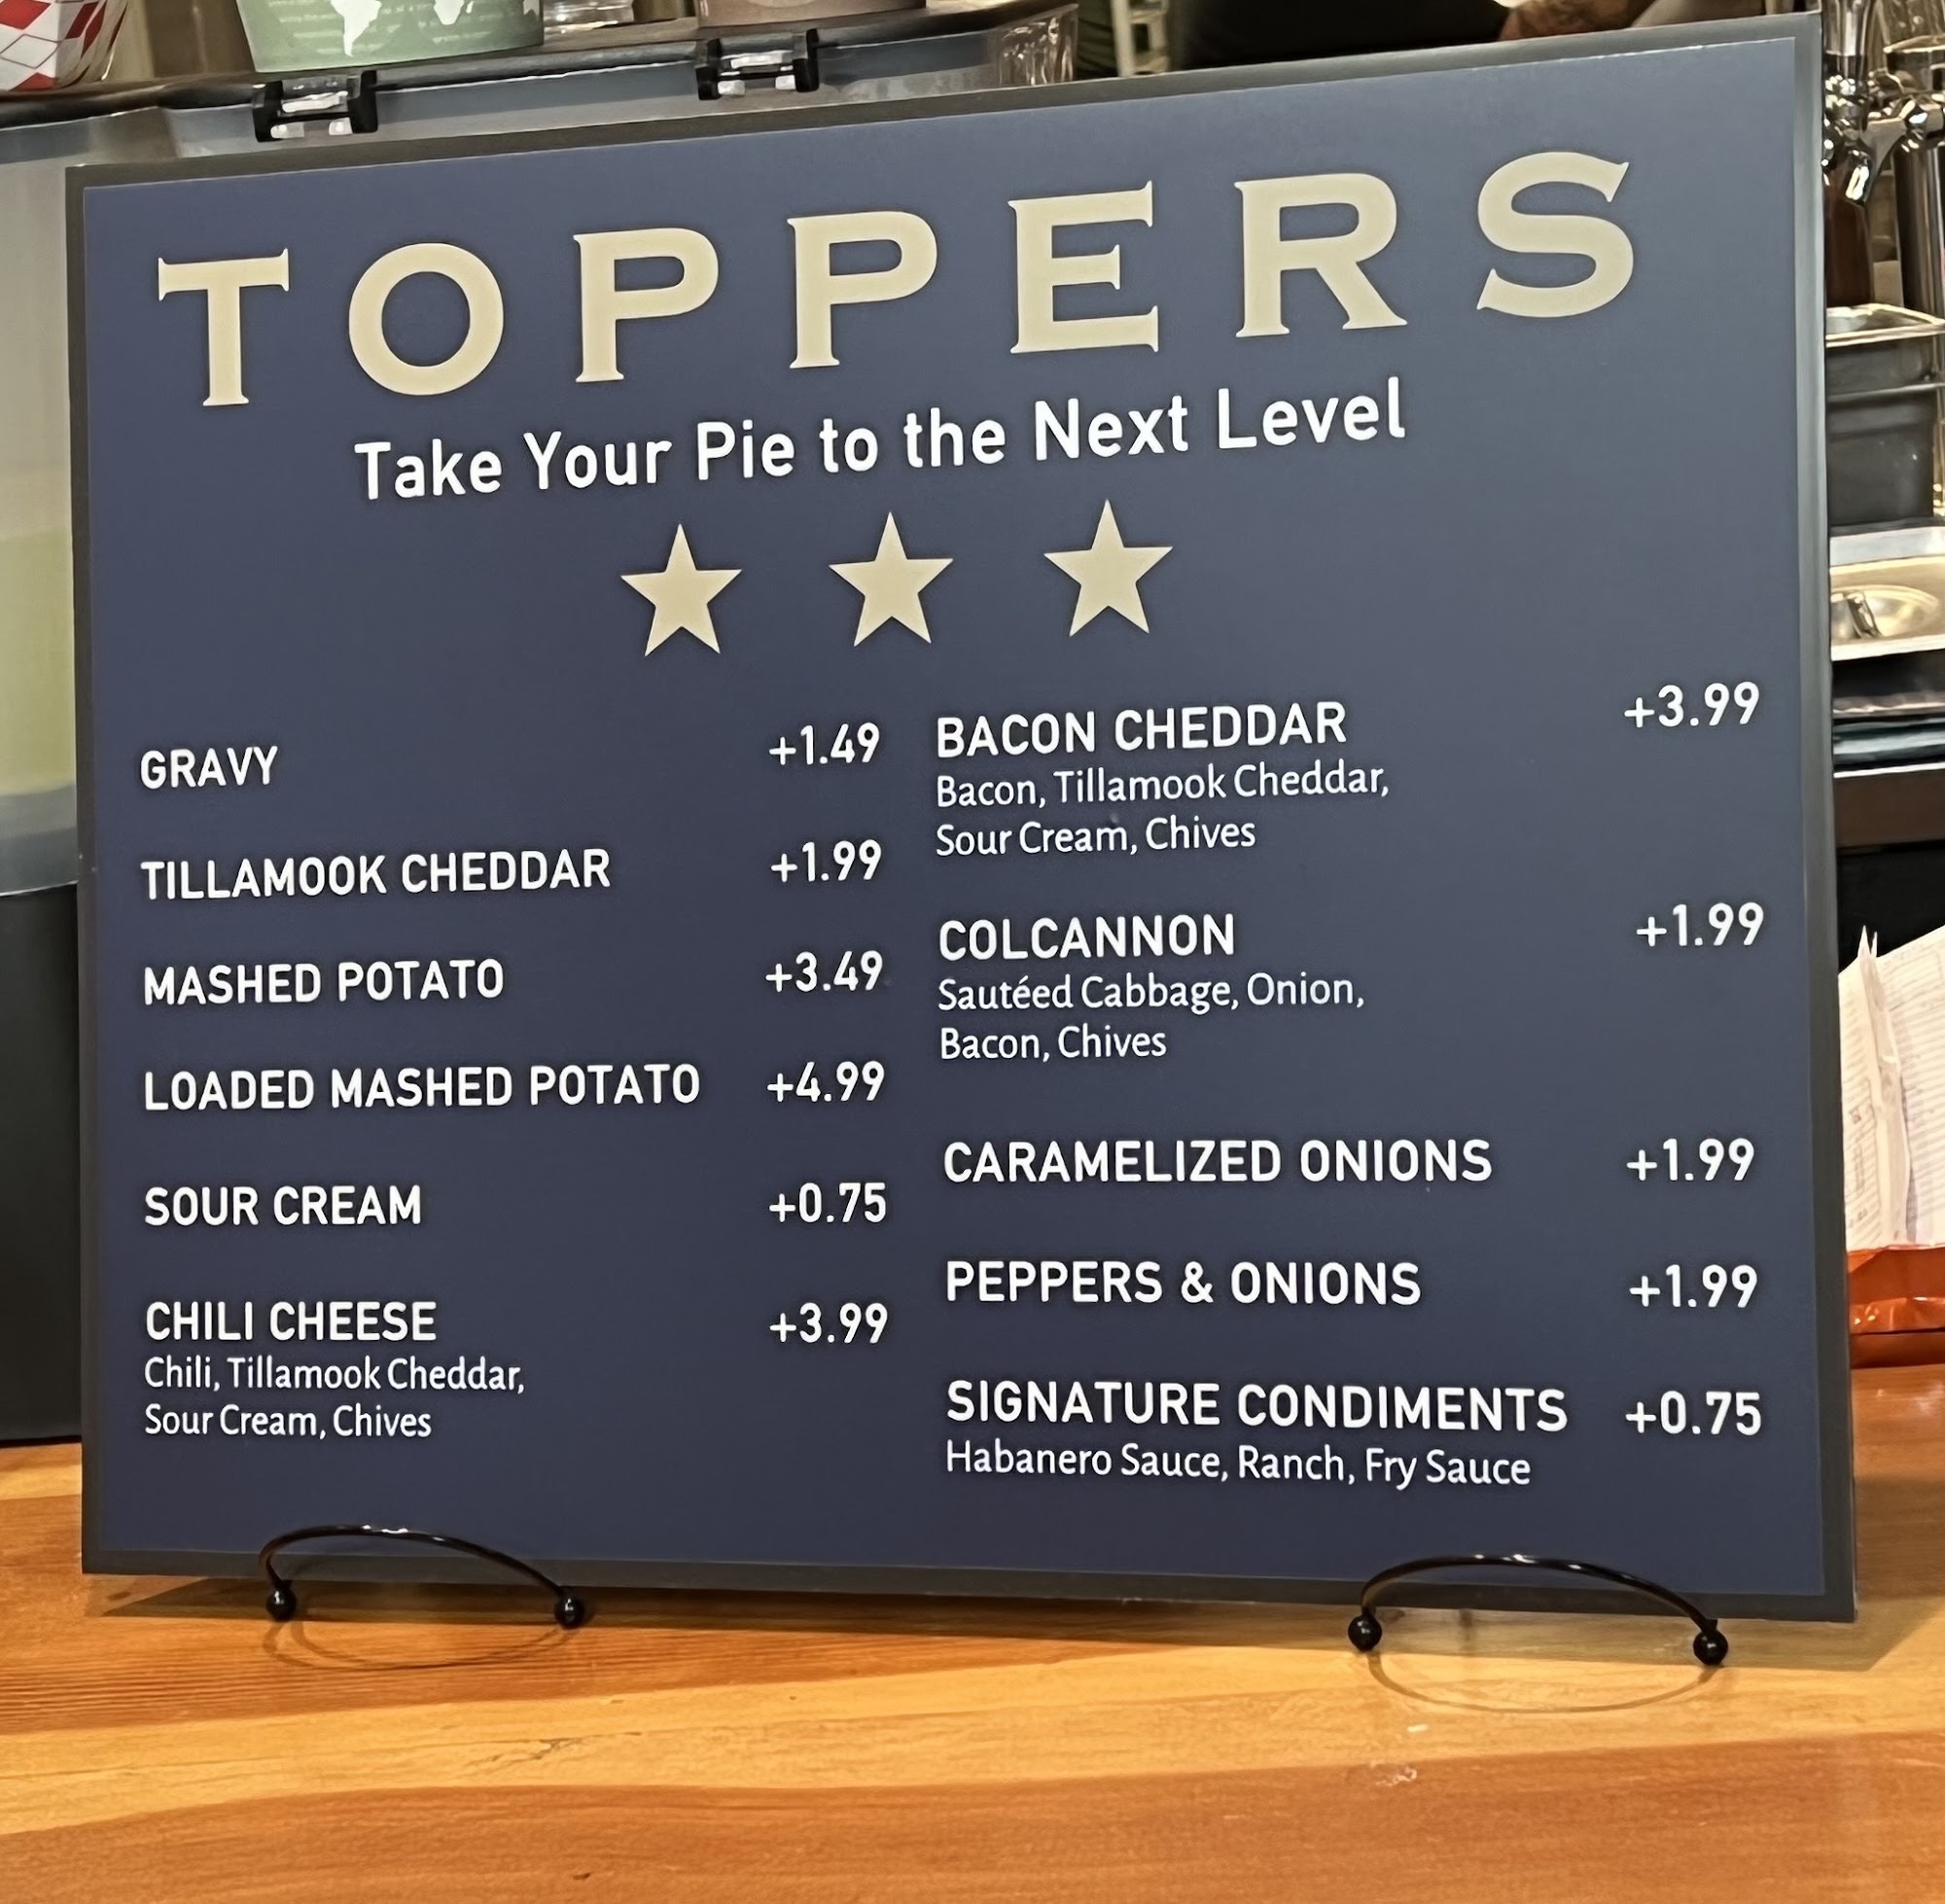 TOPPERS
Take Your Pie to the Next Level
GRAVY +1.49
TILLAMOOK CHEDDAR +1.99
MASHED POTATO +3.49
LOADED MASHED POTATO +4.99
SOUR CREAM +0.75
CHILI CHEESE +3.99
Chili, Tillamook Cheddar,
Sour Cream, Chives
BACON CHEDDAR +3.99
Bacon, Tillamook Cheddar,
Sour Cream, Chives
COLCANNON +1.99
Sautéed Cabbage, Onion,
Bacon, Chives
CARAMELIZED ONIONS +1.99
PEPPERS & ONIONS +1.99
SIGNATURE CONDIMENTS +0.75
Habanero Sauce, Ranch, Fry Sauce